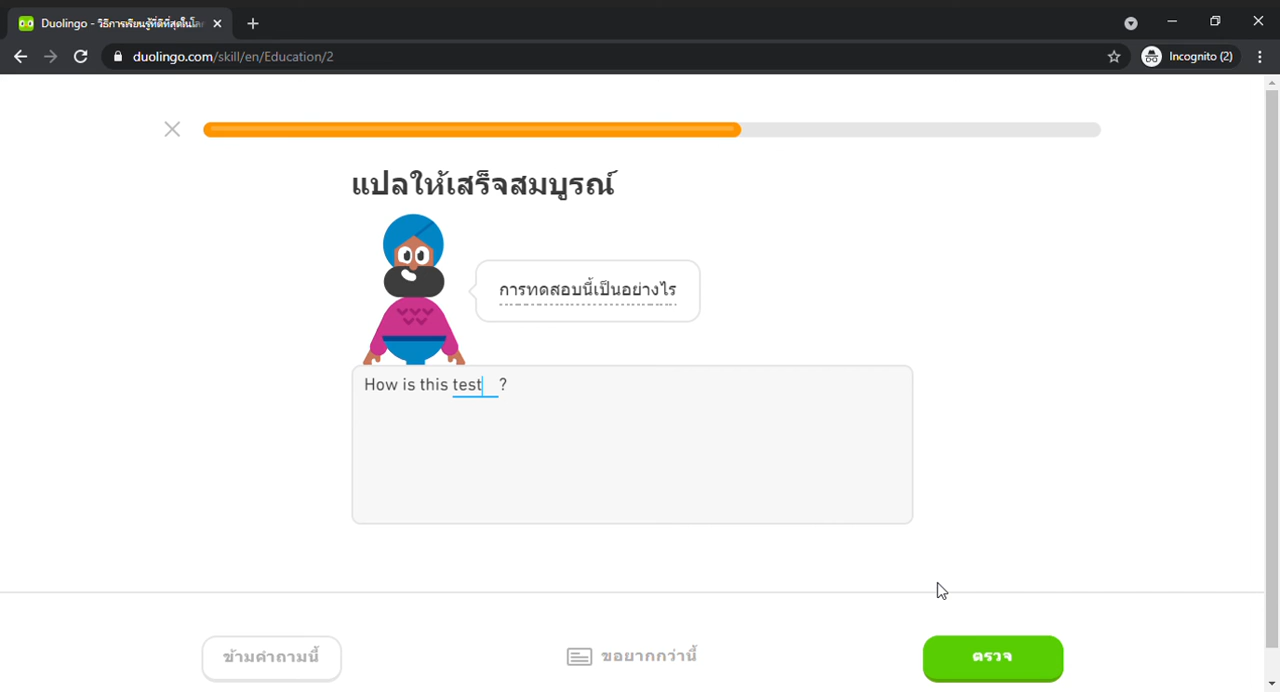 Duolingo - วิธีการเรียนรู้ที่ดีที่สุดในโล
duolingo.com/skill/en/Education/2
Incognito (2)
แปลให้เสร็จสมบูรณ์
การทดสอบนี้เป็นอย่างไร
How is this test ?
ข้ามคำถามนี้
ขอยากกว่านี้
ตรวจ